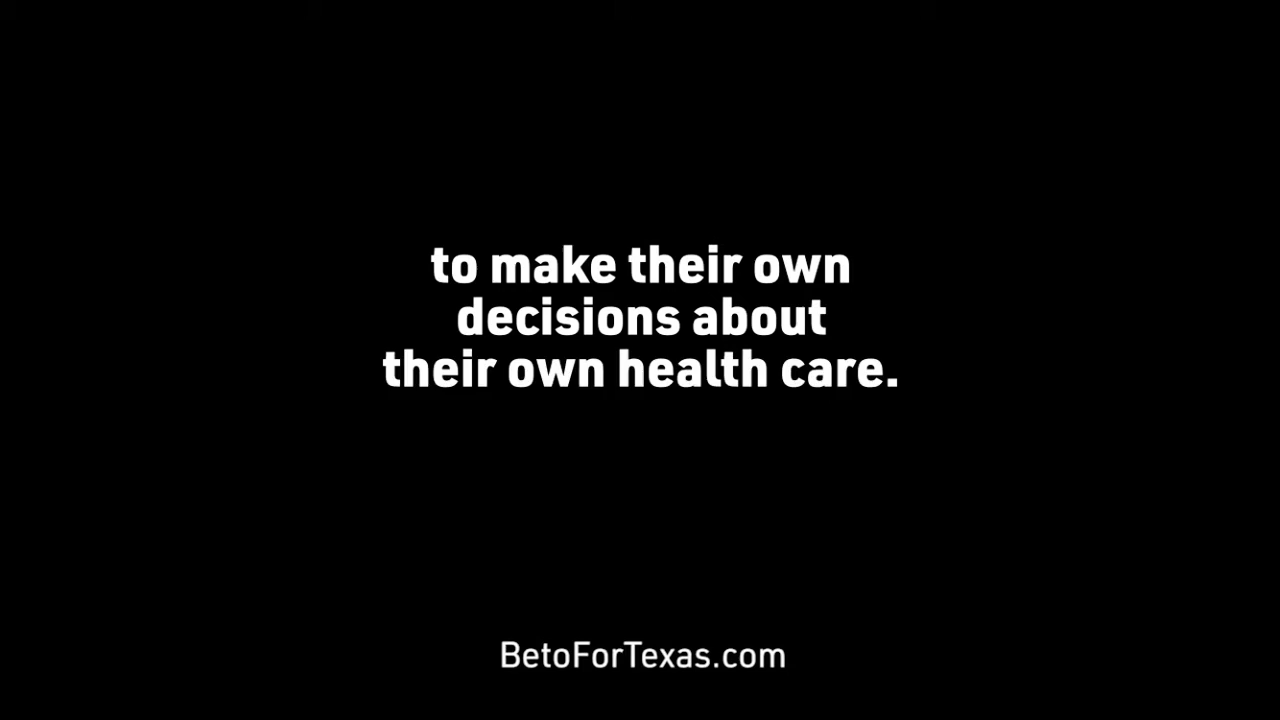 to make their own
decisions about
their own health care.
BetoForTexas.com